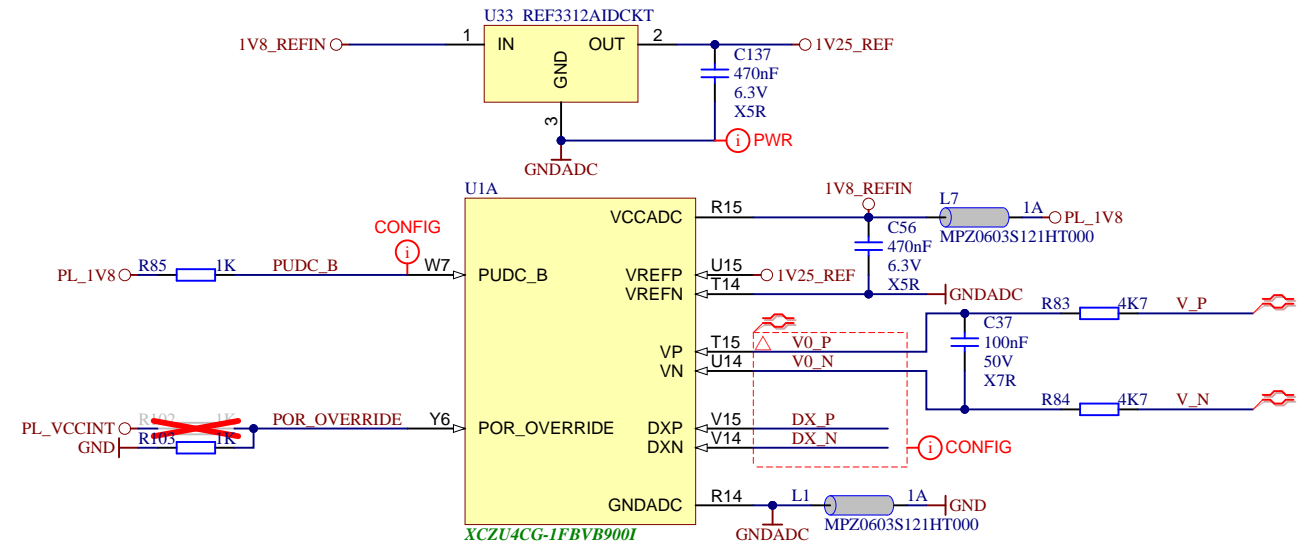 U33 REF3312AIDCKT
1V8_REFIN 1 IN OUT 2 1V25_REF
GND
3
C137
470nF
6.3V
X5R
PWR
GNDADC
U1A
1V8_REFIN
VCCADC R15 L7 1A PL_1V8
MPZ0603S121HT000
C56
470nF
6.3V
X5R
CONFIG
PL_1V8 R85 1K PUDC_B W7 PUDC_B
VREFP U15 1V25_REF
VREFN T14 GNDADC
R83 4K7 V_P
C37
100nF
50V
X7R
VP T15 V0_P
VN U14 V0_N
R84 4K7 V_N
PL_VCCINT R102 1K
POR_OVERRIDE Y6 POR_OVERRIDE
GND R103 1K
DXP V15 DX_P
DXN V14 DX_N
CONFIG
GNDADC R14 L1 1A GND
MPZ0603S121HT000
GNDADC
XCZU4CG-1FBVB900I